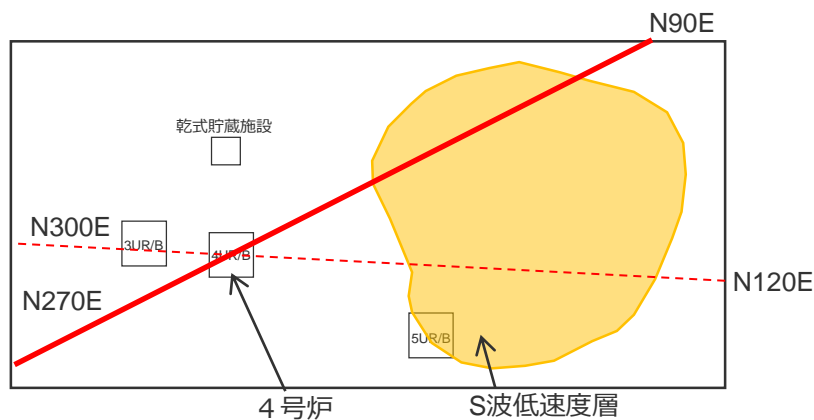 N90E
乾式貯蔵施設
N300E
3UR/B
4UR/B
N120E
N270E
5UR/B
４号炉
S波低速度層